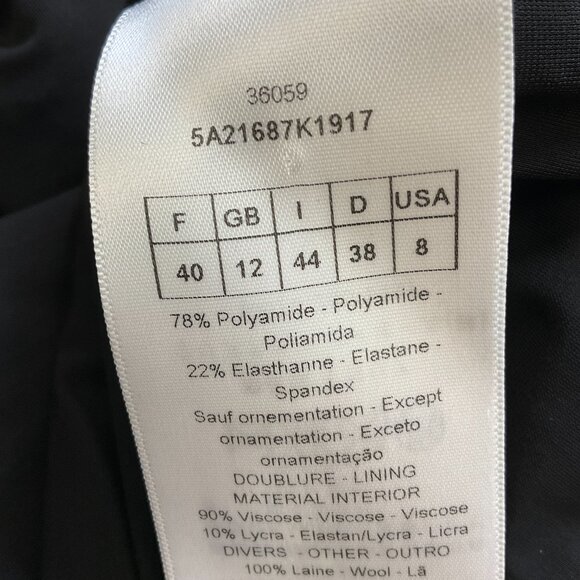 36059
5A21687K1917
F GB I D USA
40 12 44 38 8
78% Polyamide - Polyamide -
Poliamida
22% Elasthanne - Elastane -
Spandex
Sauf ornementation - Except
ornamentation - Exceto
ornamentação
DOUBLURE - LINING
MATERIAL INTERIOR
90% Viscose - Viscose - Viscose
10% Lycra - Elastan/Lycra - Licra
DIVERS - OTHER - OUTRO
100% Laine - Wool - Lã